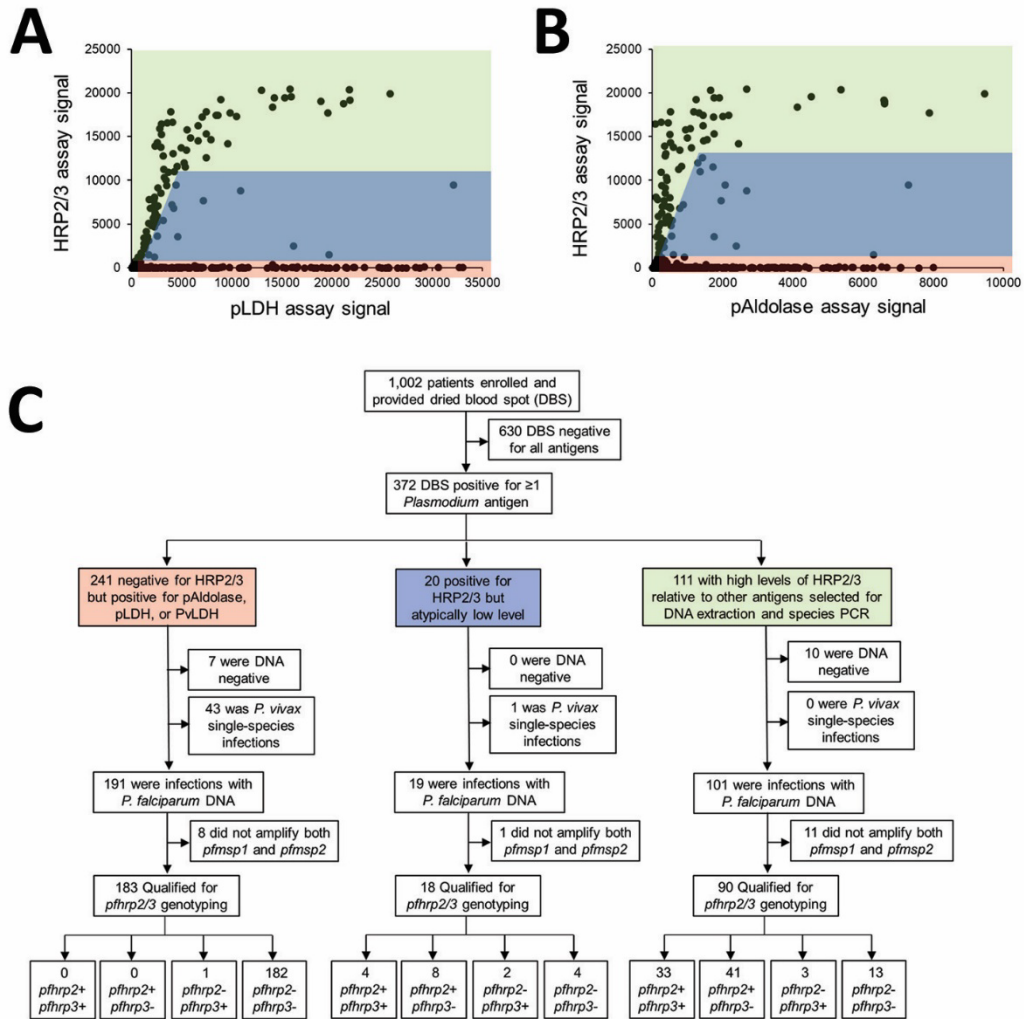 A
HRP2/3 assay signal
25000
20000
15000
10000
5000
0
0
5000
10000
15000
20000
25000
30000
35000
pLDH assay signal
B
HRP2/3 assay signal
25000
20000
15000
10000
5000
0
0
2000
4000
6000
8000
10000
pAldolase assay signal
C
1,002 patients enrolled and
provided dried blood spot (DBS)
630 DBS negative
for all antigens
372 DBS positive for ≥1
Plasmodium antigen
241 negative for HRP2/3
but positive for pAldolase,
pLDH, or PvLDH
20 positive for
HRP2/3 but
atypically low level
111 with high levels of HRP2/3
relative to other antigens selected for
DNA extraction and species PCR
7 were DNA
negative
0 were DNA
negative
10 were DNA
negative
43 was P. vivax
single-species
infections
1 was P. vivax
single-species
infections
0 were P. vivax
single-species
infections
191 were infections with
P. falciparum DNA
19 were infections with
P. falciparum DNA
101 were infections with
P. falciparum DNA
8 did not amplify both
pfmsp1 and pfmsp2
1 did not amplify both
pfmsp1 and pfmsp2
11 did not amplify both
pfmsp1 and pfmsp2
183 Qualified for
pfhrp2/3 genotyping
18 Qualified for
pfhrp2/3 genotyping
90 Qualified for
pfhrp2/3 genotyping
0
pfhrp2+
pfhrp3+
0
pfhrp2+
pfhrp3-
1
pfhrp2-
pfhrp3+
182
pfhrp2-
pfhrp3-
4
pfhrp2+
pfhrp3+
8
pfhrp2+
pfhrp3-
2
pfhrp2-
pfhrp3+
4
pfhrp2-
pfhrp3-
33
pfhrp2+
pfhrp3+
41
pfhrp2+
pfhrp3-
3
pfhrp2-
pfhrp3+
13
pfhrp2-
pfhrp3-